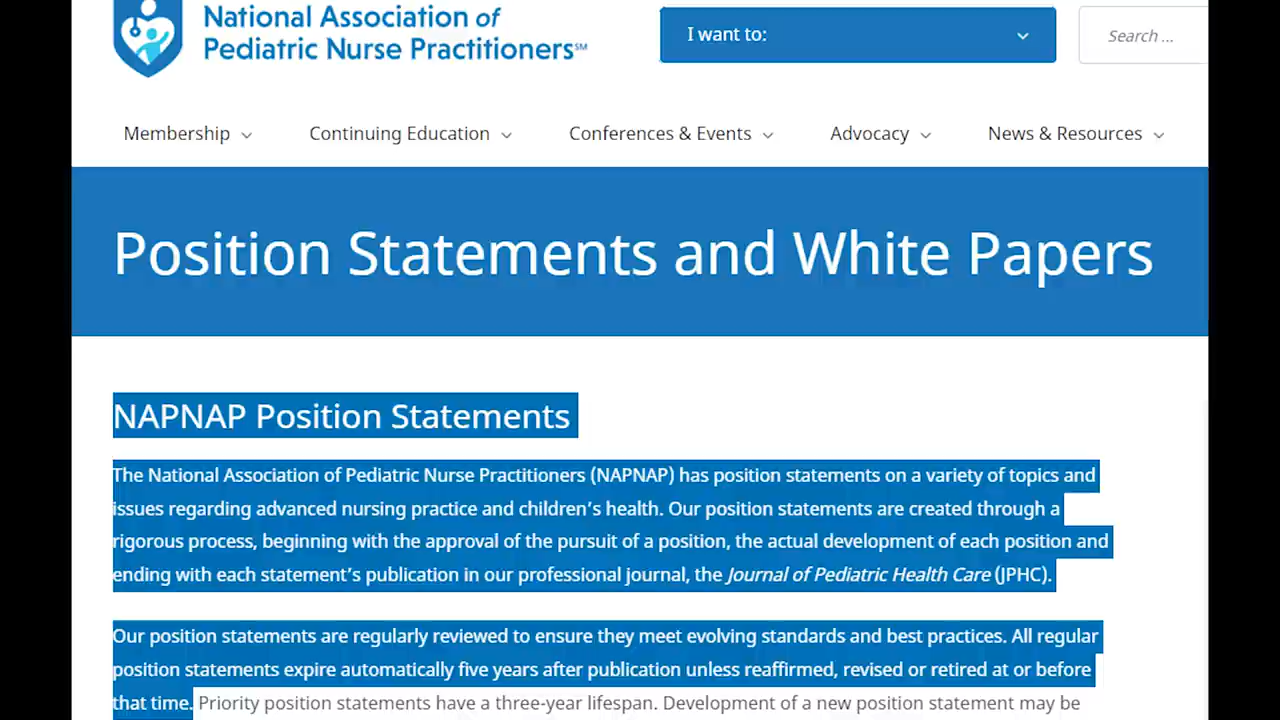 National Association of
Pediatric Nurse Practitioners℠
I want to:
Search ...
Membership
Continuing Education
Conferences & Events
Advocacy
News & Resources
Position Statements and White Papers
NAPNAP Position Statements
The National Association of Pediatric Nurse Practitioners (NAPNAP) has position statements on a variety of topics and
issues regarding advanced nursing practice and children’s health. Our position statements are created through a
rigorous process, beginning with the approval of the pursuit of a position, the actual development of each position and
ending with each statement’s publication in our professional journal, the Journal of Pediatric Health Care (JPHC).
Our position statements are regularly reviewed to ensure they meet evolving standards and best practices. All regular
position statements expire automatically five years after publication unless reaffirmed, revised or retired at or before
that time. Priority position statements have a three-year lifespan. Development of a new position statement may be